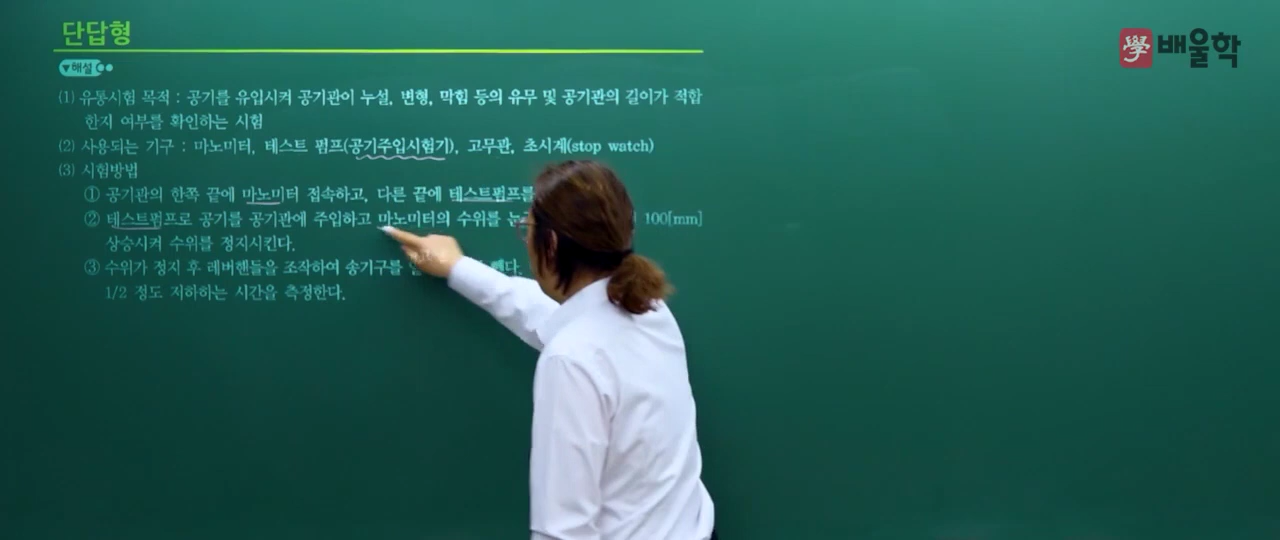 단답형
學 배울학
▼해설
(1) 유통시험 목적 : 공기를 유입시켜 공기관이 누설, 변형, 막힘 등의 유무 및 공기관의 길이가 적합
한지 여부를 확인하는 시험
(2) 사용되는 기구 : 마노미터, 테스트 펌프(공기주입시험기), 고무관, 초시계(stop watch)
(3) 시험방법
① 공기관의 한쪽 끝에 마노미터 접속하고, 다른 끝에 테스트펌프를
② 테스트펌프로 공기를 공기관에 주입하고 마노미터의 수위를 100[mm]
상승시켜 수위를 정지시킨다.
③ 수위가 정지 후 레버핸들을 조작하여 송기구를
1/2 정도 저하하는 시간을 측정한다.